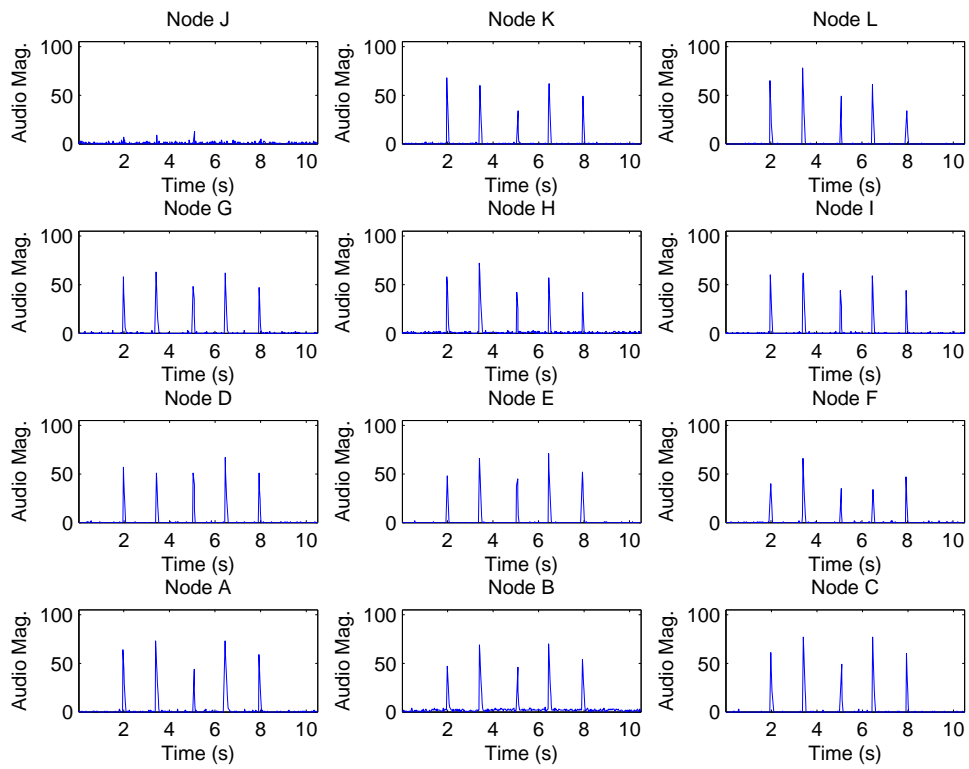 Node J
Audio Mag.
100
50
0
2 4 6 8 10
Time (s)
Node K
Audio Mag.
100
50
0
2 4 6 8 10
Time (s)
Node L
Audio Mag.
100
50
0
2 4 6 8 10
Time (s)
Node G
Audio Mag.
100
50
0
2 4 6 8 10
Time (s)
Node H
Audio Mag.
100
50
0
2 4 6 8 10
Time (s)
Node I
Audio Mag.
100
50
0
2 4 6 8 10
Time (s)
Node D
Audio Mag.
100
50
0
2 4 6 8 10
Time (s)
Node E
Audio Mag.
100
50
0
2 4 6 8 10
Time (s)
Node F
Audio Mag.
100
50
0
2 4 6 8 10
Time (s)
Node A
Audio Mag.
100
50
0
2 4 6 8 10
Time (s)
Node B
Audio Mag.
100
50
0
2 4 6 8 10
Time (s)
Node C
Audio Mag.
100
50
0
2 4 6 8 10
Time (s)